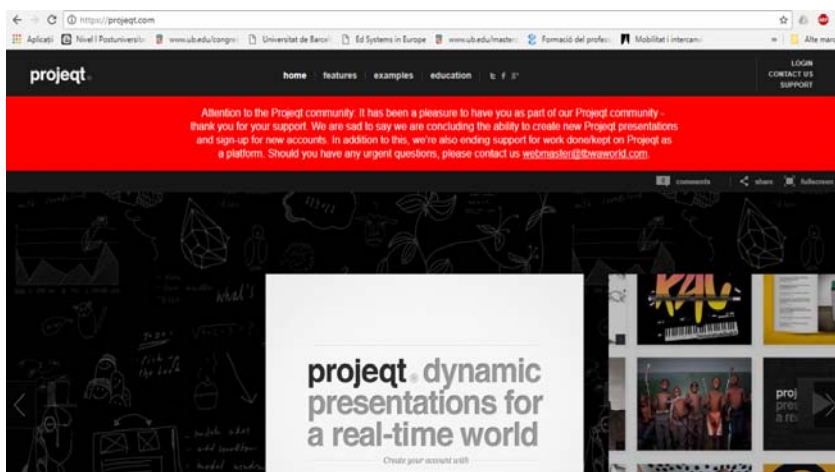 https://projeqt.com
Aplicació Nivel I Postuniversita www.ub.edu/congre Universitat de Barcel Ed Systems in Europe www.ub.edu/masterc Formació del profes Mobilitat i intercanvi » Alte marc
projeqt
home features examples education
LOGIN
CONTACT US
SUPPORT
Attention to the Projeqt community: It has been a pleasure to have you as part of our Projeqt community -
thank you for your support. We are sad to say we are concluding the ability to create new Projeqt presentations
and sign-up for new accounts. In addition to this, we're also ending support for work done/kept on Projeqt as
a platform. Should you have any urgent questions, please contact us webmaster@tbwaworld.com.
comments share fullscreen
what's
projeqt dynamic
presentations for
a real-time world
Create your account with